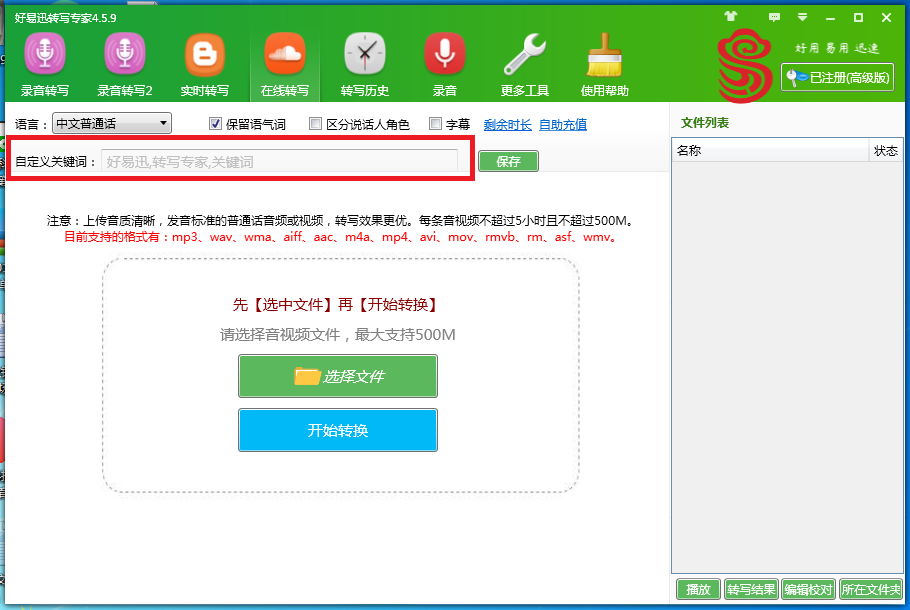 好易迅转写专家4.5.9
好用 易用 迅速
已注册(高级版)
录音转写
录音转写2
实时转写
在线转写
转写历史
录音
更多工具
使用帮助
语言：
中文普通话
保留语气词
区分说话人角色
字幕
剩余时长
自助充值
文件列表
自定义关键词：
好易迅,转写专家,关键词
保存
名称
状态
注意：上传音质清晰，发音标准的普通话音频或视频，转写效果更优。每条音视频不超过5小时且不超过500M。
目前支持的格式有：mp3、wav、wma、aiff、aac、m4a、mp4、avi、mov、rmvb、rm、asf、wmv。
先【选中文件】再【开始转换】
请选择音视频文件，最大支持500M
选择文件
开始转换
播放
转写结果
编辑校对
所在文件夹